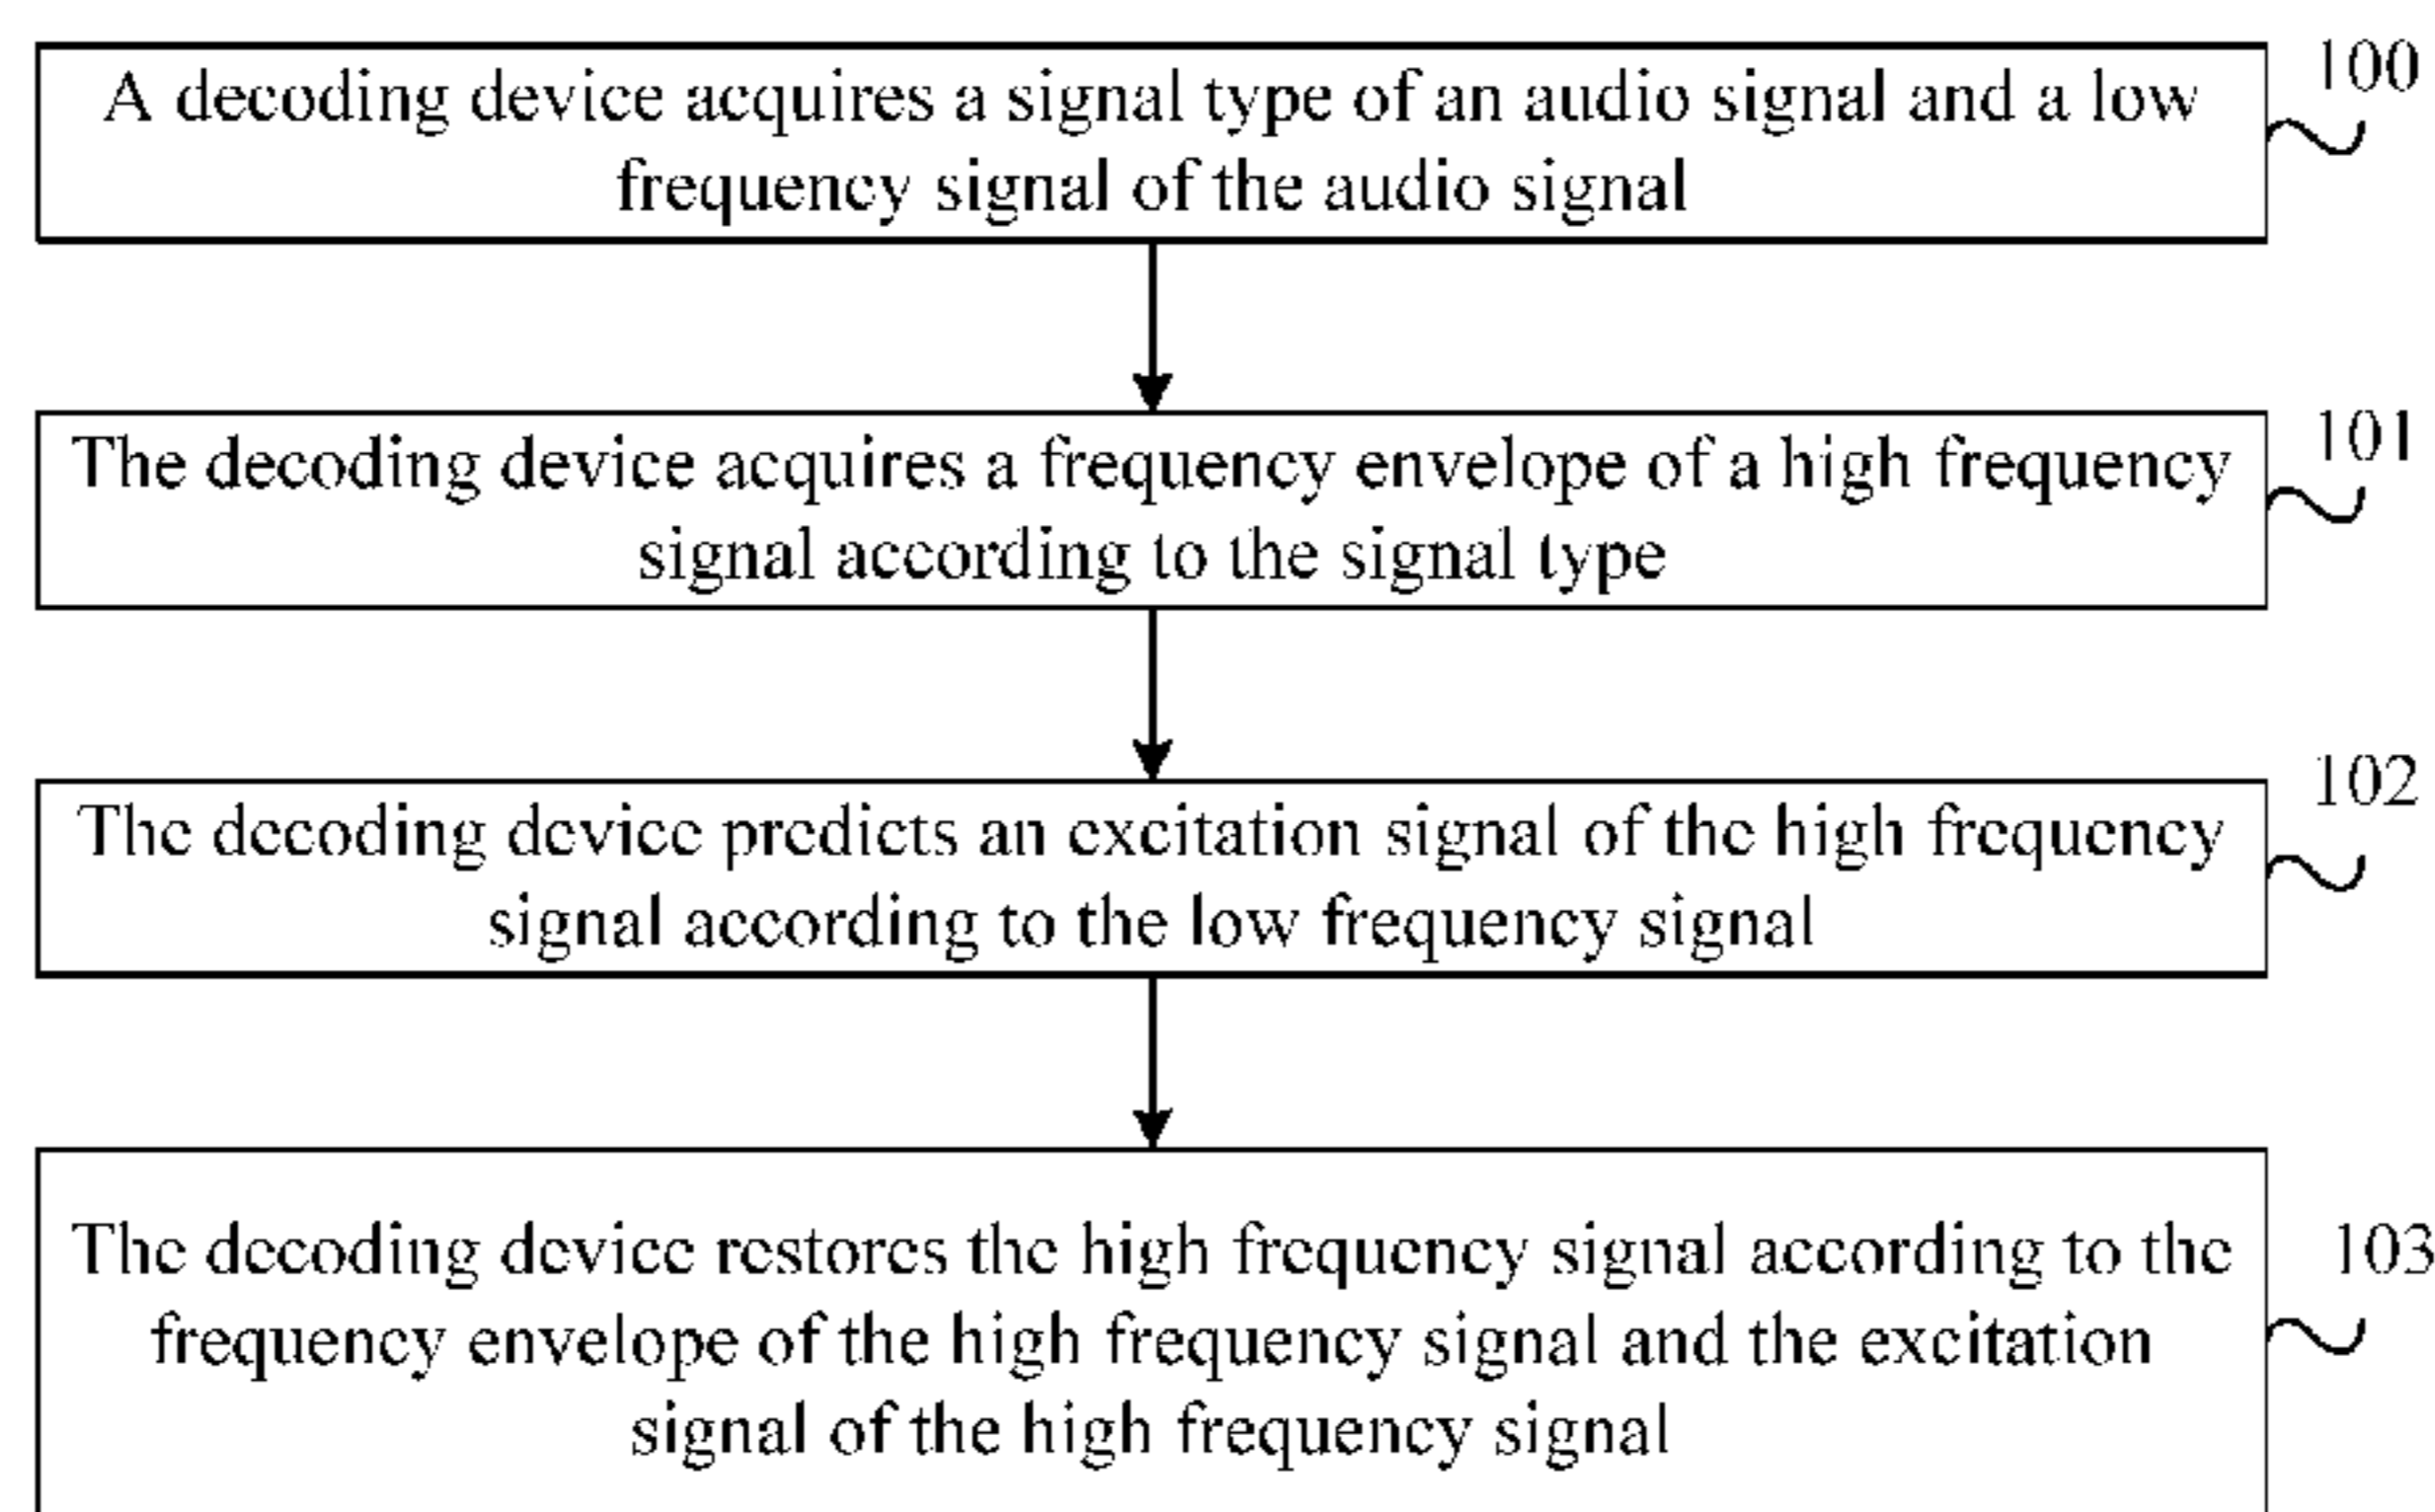 100
A decoding device acquires a signal type of an audio signal and a low
frequency signal of the audio signal
101
The decoding device acquires a frequency envelope of a high frequency
signal according to the signal type
102
The decoding device predicts an excitation signal of the high frequency
signal according to the low frequency signal
103
The decoding device restores the high frequency signal according to the
frequency envelope of the high frequency signal and the excitation
signal of the high frequency signal